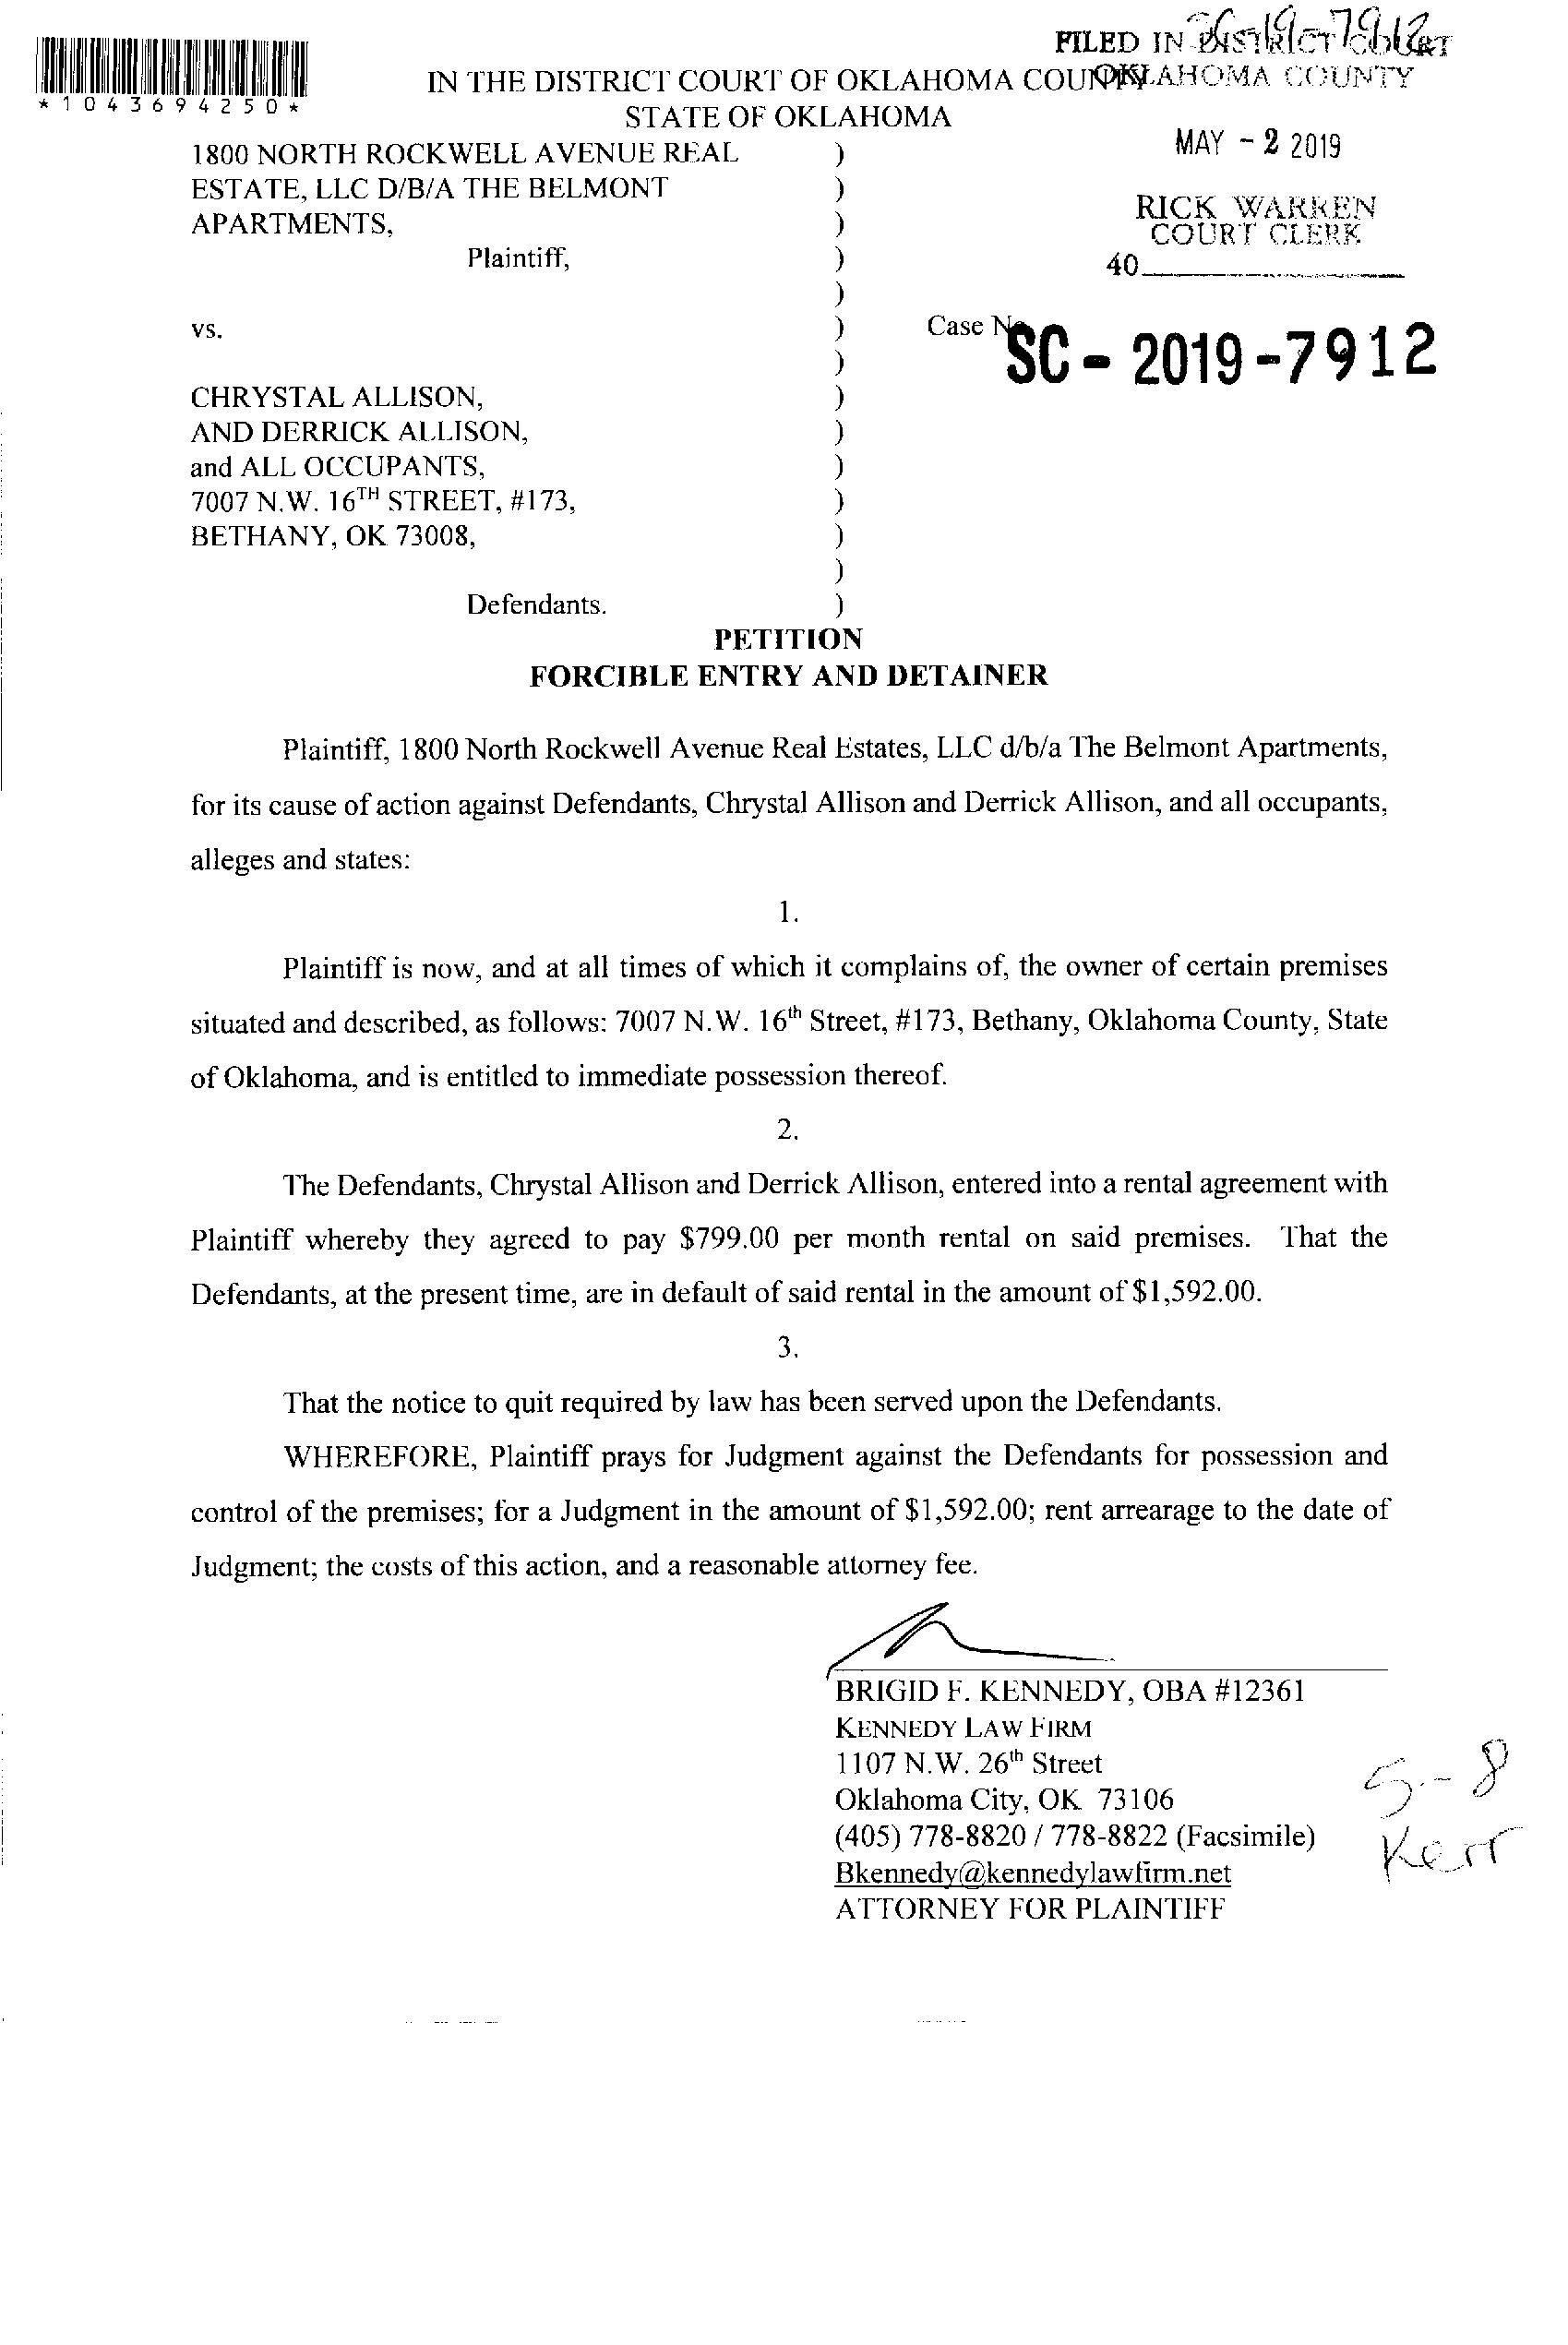 FILED IN DISTRICT COURT
OKLAHOMA COUNTY
*1043694250*
IN THE DISTRICT COURT OF OKLAHOMA COUNTY
STATE OF OKLAHOMA
MAY - 2 2019
RICK WARREN
COURT CLERK
40
1800 NORTH ROCKWELL AVENUE REAL )
ESTATE, LLC D/B/A THE BELMONT )
APARTMENTS, )
Plaintiff, )
)
vs. ) Case No.
SC - 2019 - 7912
)
CHRYSTAL ALLISON, )
AND DERRICK ALLISON, )
and ALL OCCUPANTS, )
7007 N.W. 16TH STREET, #173, )
BETHANY, OK 73008, )
)
Defendants. )
PETITION
FORCIBLE ENTRY AND DETAINER
Plaintiff, 1800 North Rockwell Avenue Real Estates, LLC d/b/a The Belmont Apartments,
for its cause of action against Defendants, Chrystal Allison and Derrick Allison, and all occupants,
alleges and states:
1.
Plaintiff is now, and at all times of which it complains of, the owner of certain premises
situated and described, as follows: 7007 N.W. 16th Street, #173, Bethany, Oklahoma County, State
of Oklahoma, and is entitled to immediate possession thereof.
2.
The Defendants, Chrystal Allison and Derrick Allison, entered into a rental agreement with
Plaintiff whereby they agreed to pay $799.00 per month rental on said premises. That the
Defendants, at the present time, are in default of said rental in the amount of $1,592.00.
3.
That the notice to quit required by law has been served upon the Defendants.
WHEREFORE, Plaintiff prays for Judgment against the Defendants for possession and
control of the premises; for a Judgment in the amount of $1,592.00; rent arrearage to the date of
Judgment; the costs of this action, and a reasonable attorney fee.
BRIGID F. KENNEDY, OBA #12361
KENNEDY LAW FIRM
1107 N.W. 26th Street
Oklahoma City, OK 73106
(405) 778-8820 / 778-8822 (Facsimile)
Bkennedy@kennedylawfirm.net
ATTORNEY FOR PLAINTIFF
5-8
Kerr